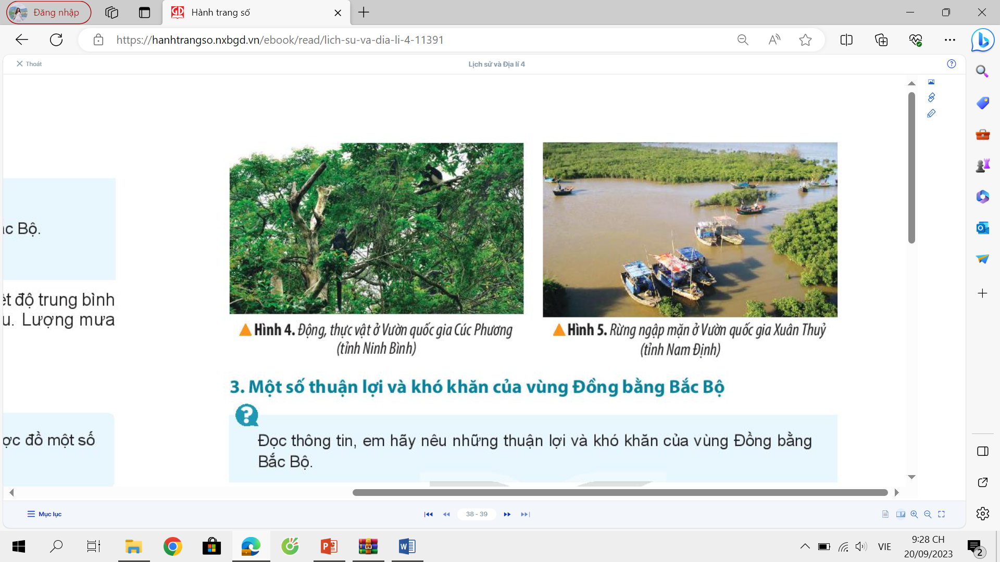 Đăng nhập
Hành trang số
https://hanhtrangso.nxbgd.vn/ebook/read/lich-su-va-dia-li-4-11391
Thoát
Lịch sử và Địa lí 4
Bộ.
độ trung bình
Lượng mưa
đồ một số
Hình 4. Động, thực vật ở Vườn quốc gia Cúc Phương
(tỉnh Ninh Bình)
Hình 5. Rừng ngập mặn ở Vườn quốc gia Xuân Thuỷ
(tỉnh Nam Định)
3. Một số thuận lợi và khó khăn của vùng Đồng bằng Bắc Bộ
Đọc thông tin, em hãy nêu những thuận lợi và khó khăn của vùng Đồng bằng
Bắc Bộ.
Mục lục
38 - 39
VIE
9:28 CH
20/09/2023
2